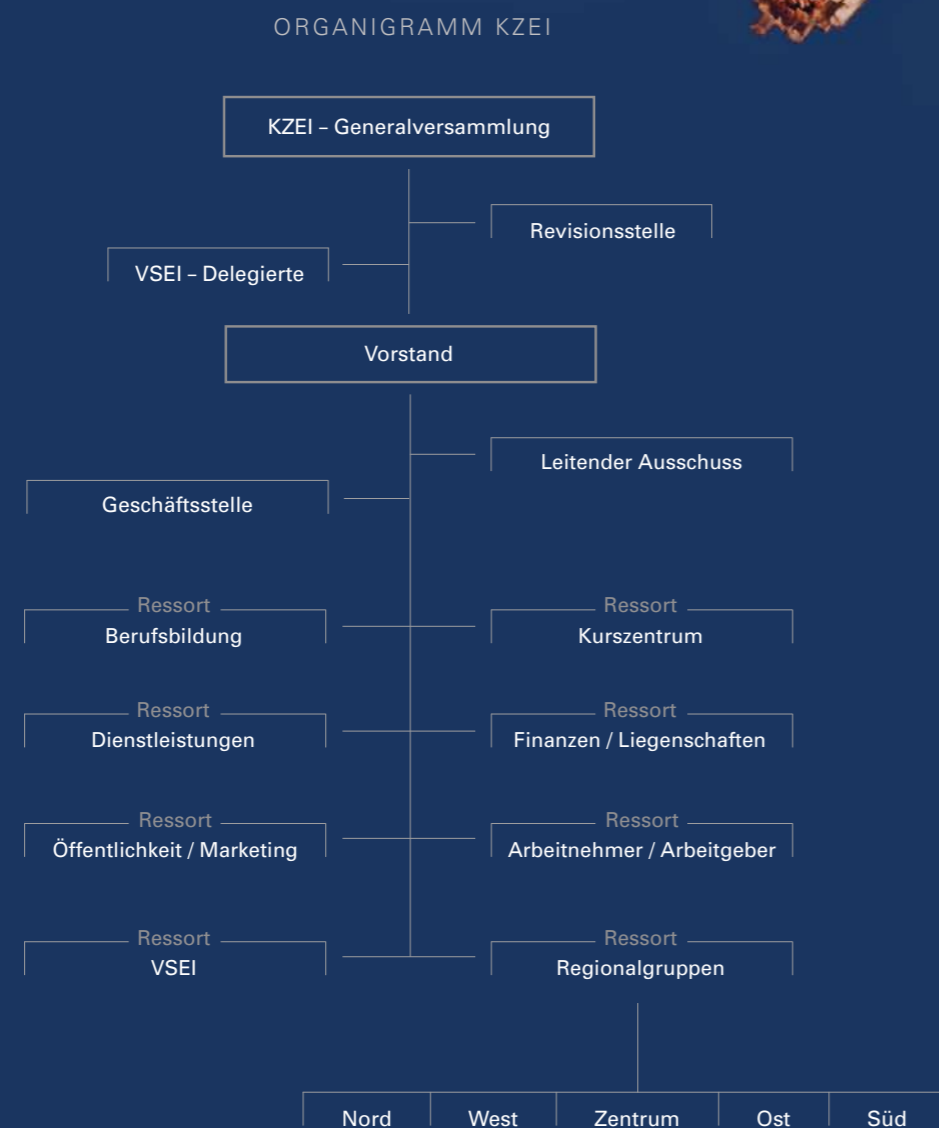 ORGANIGRAMM KZEI
KZEI – Generalversammlung
Revisionsstelle
VSEI – Delegierte
Vorstand
Leitender Ausschuss
Geschäftsstelle
Ressort
Berufsbildung
Ressort
Kurszentrum
Ressort
Dienstleistungen
Ressort
Finanzen / Liegenschaften
Ressort
Öffentlichkeit / Marketing
Ressort
Arbeitnehmer / Arbeitgeber
Ressort
VSEI
Ressort
Regionalgruppen
Nord
West
Zentrum
Ost
Süd